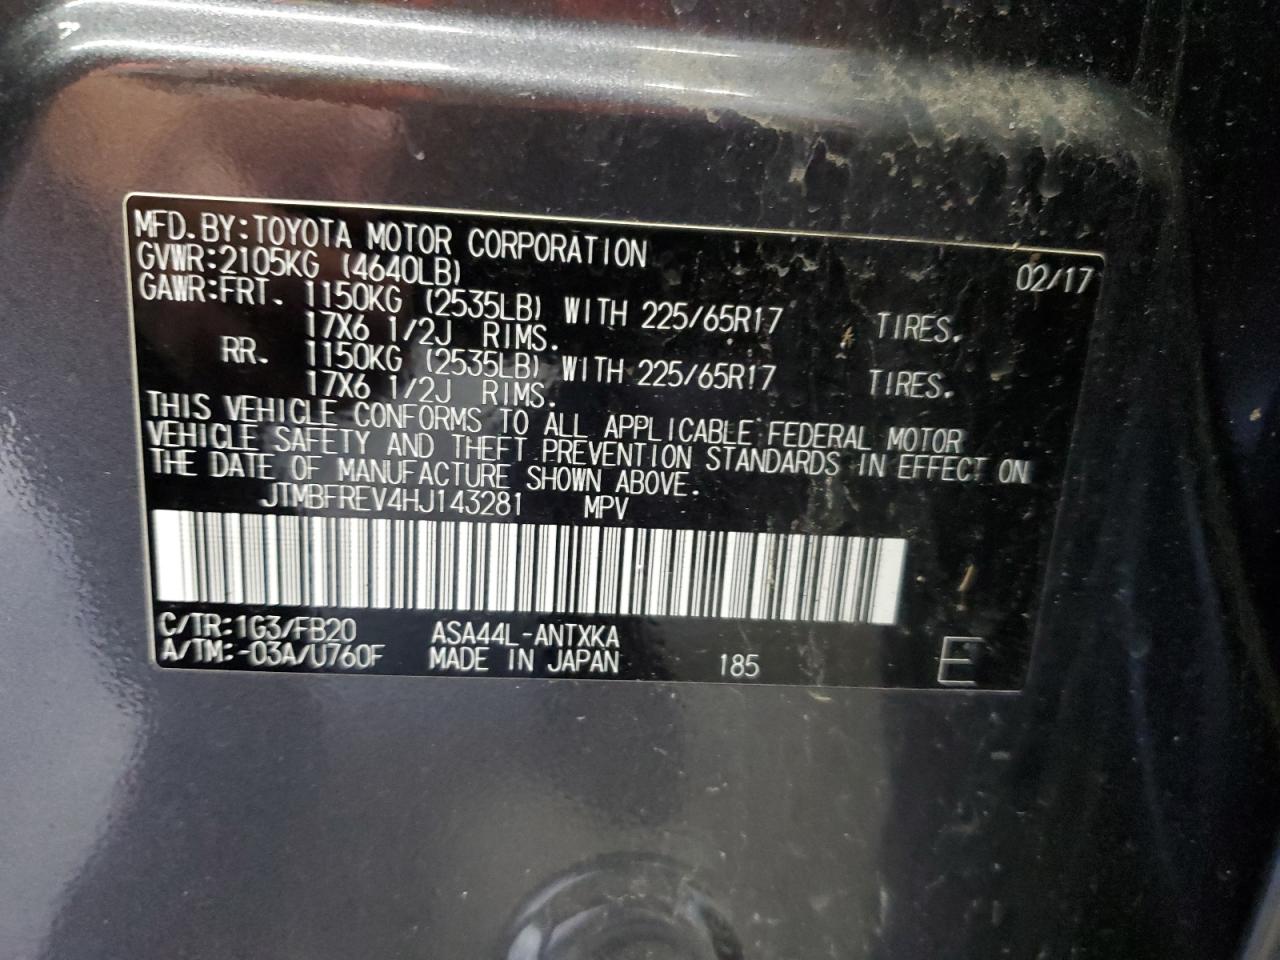 MFD. BY: TOYOTA MOTOR CORPORATION 02/17
GVWR: 2105KG (4640LB)
GAWR: FRT. 1150KG (2535LB) WITH 225/65R17 TIRES.
17X6 1/2J RIMS.
RR. 1150KG (2535LB) WITH 225/65R17 TIRES.
17X6 1/2J RIMS.
THIS VEHICLE CONFORMS TO ALL APPLICABLE FEDERAL MOTOR
VEHICLE SAFETY AND THEFT PREVENTION STANDARDS IN EFFECT ON
THE DATE OF MANUFACTURE SHOWN ABOVE.
JTMBFREV4HJ143281 MPV
C/TR: 1G3/FB20 ASA44L-ANTXKA
A/TM: -03A/U760F MADE IN JAPAN 185 E